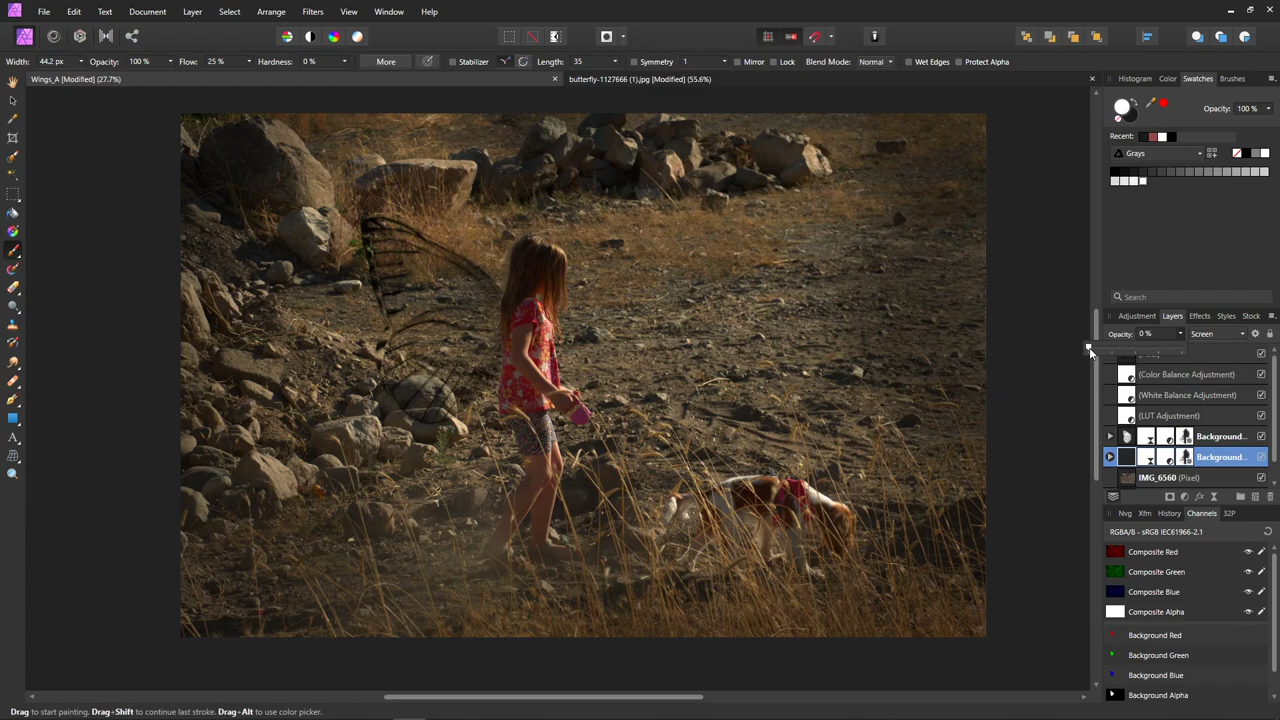 File Edit Text Document Layer Select Arrange Filters View Window Help
Width: 44.2 px Opacity: 100 % Flow: 25 % Hardness: 0 % More Stabilizer Length: 35 Symmetry 1 Mirror Lock Blend Mode: Normal Wet Edges Protect Alpha
Wings_A [Modified] (27.7%)
butterfly-1127666 (1).jpg [Modified] (55.6%)
Histogram Color Swatches Brushes
Opacity: 100 %
Recent:
Grays
Search
Adjustment Layers Effects Styles Stock
Opacity: 0 % Screen
(Color Balance Adjustment)
(White Balance Adjustment)
(LUT Adjustment)
Background...
Background...
IMG_6560 (Pixel)
Nvg Xfm History Channels 32P
RGBA/8 - sRGB IEC61966-2.1
Composite Red
Composite Green
Composite Blue
Composite Alpha
Background Red
Background Green
Background Blue
Background Alpha
Drag to start painting. Drag+Shift to continue last stroke. Drag+Alt to use color picker.